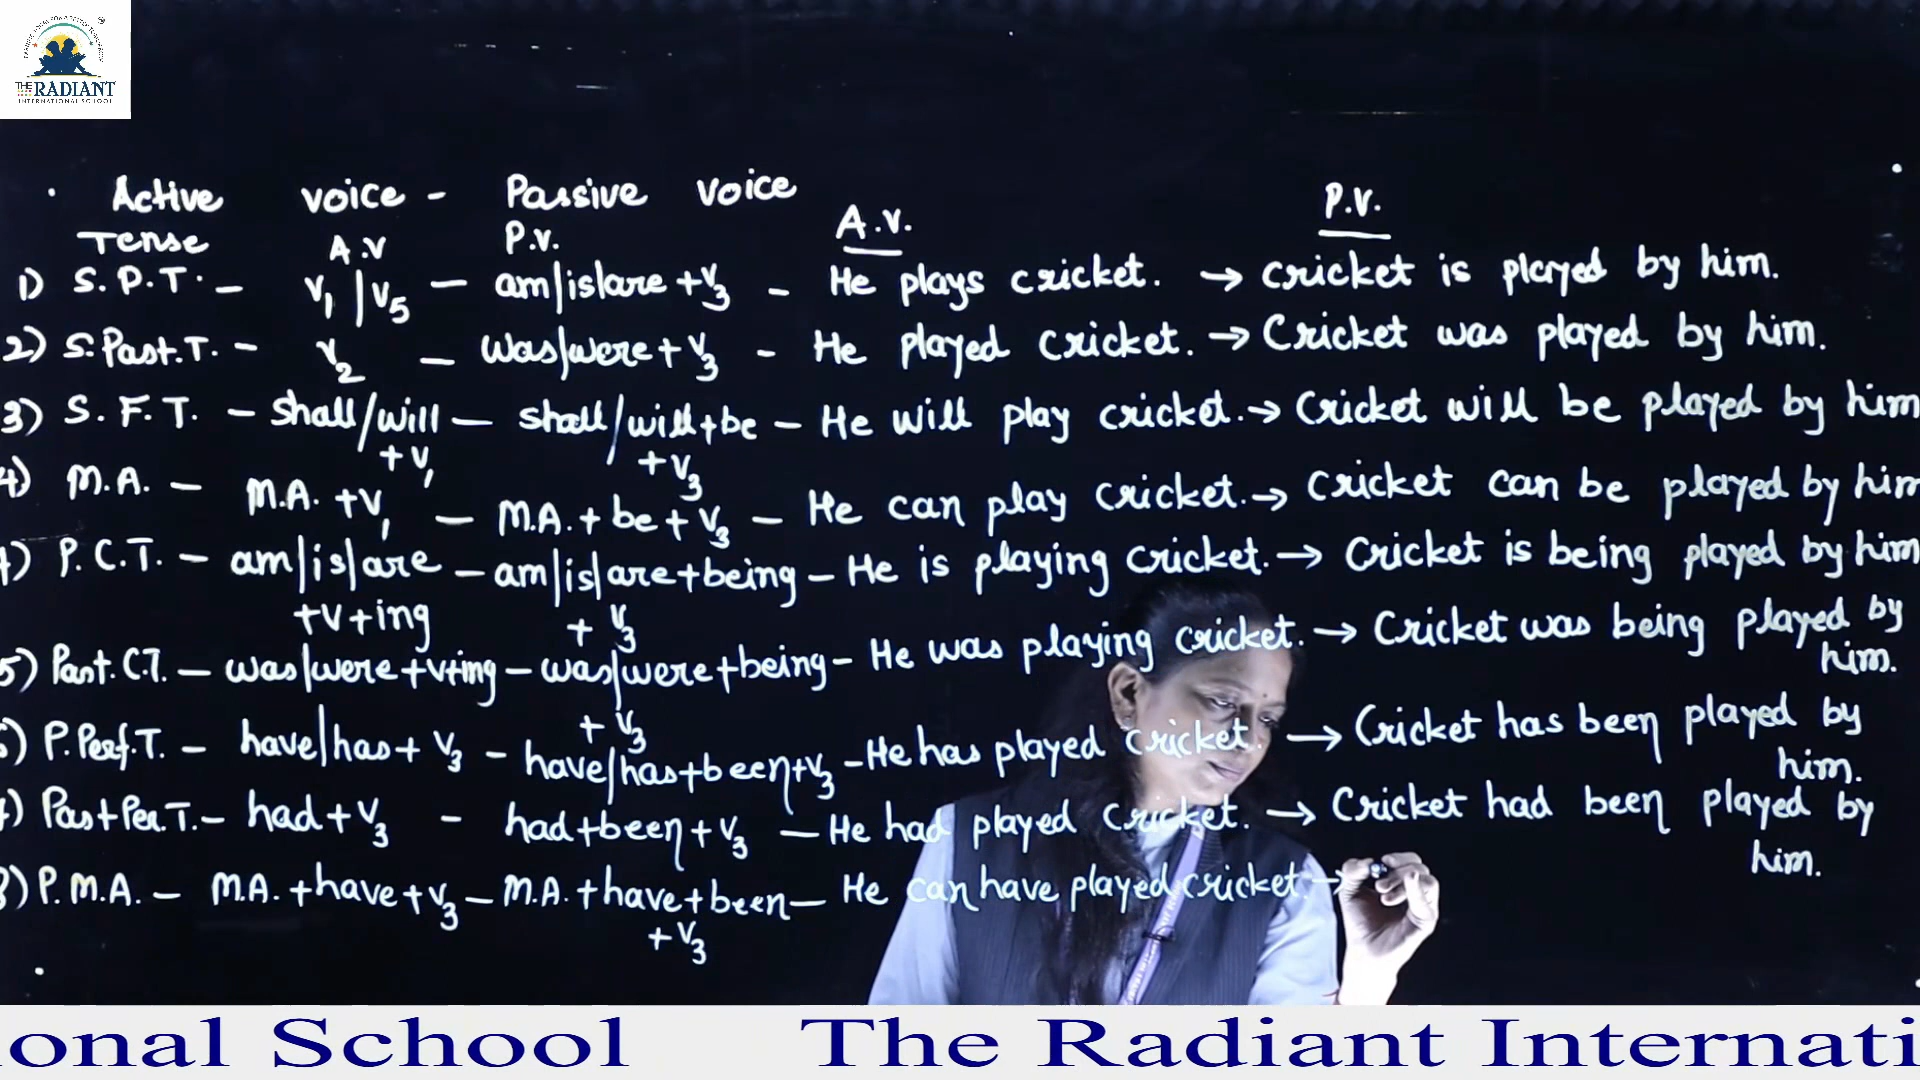 THE RADIANT
INTERNATIONAL SCHOOL
Active voice - Passive voice
Tense A.V P.V. A.V. P.V.
1) S.P.T. - V1 | V5 - am|is|are + V3 - He plays cricket. → cricket is played by him.
2) S.Past.T. - V2 - was|were + V3 - He played cricket. → Cricket was played by him.
3) S. F. T. - shall/will + V1 - shall/will + be + V3 - He will play cricket. → Cricket will be played by him
4) M.A. - M.A. + V1 - M.A. + be + V3 - He can play cricket. → Cricket can be played by him
4) P.C.T. - am|is|are + V + ing - am|is|are + being + V3 - He is playing cricket. → Cricket is being played by him
5) Past.C.T. - was|were + v + ing - was|were + being + V3 - He was playing cricket. → Cricket was being played by him.
6) P.Perf.T. - have|has + V3 - have|has + been + V3 - He has played cricket. → Cricket has been played by him.
7) Past Per.T. - had + V3 - had + been + V3 - He had played cricket. → Cricket had been played by him.
8) P.M.A. - M.A. + have + V3 - M.A. + have + been + V3 - He can have played cricket. →
onal School The Radiant Internati